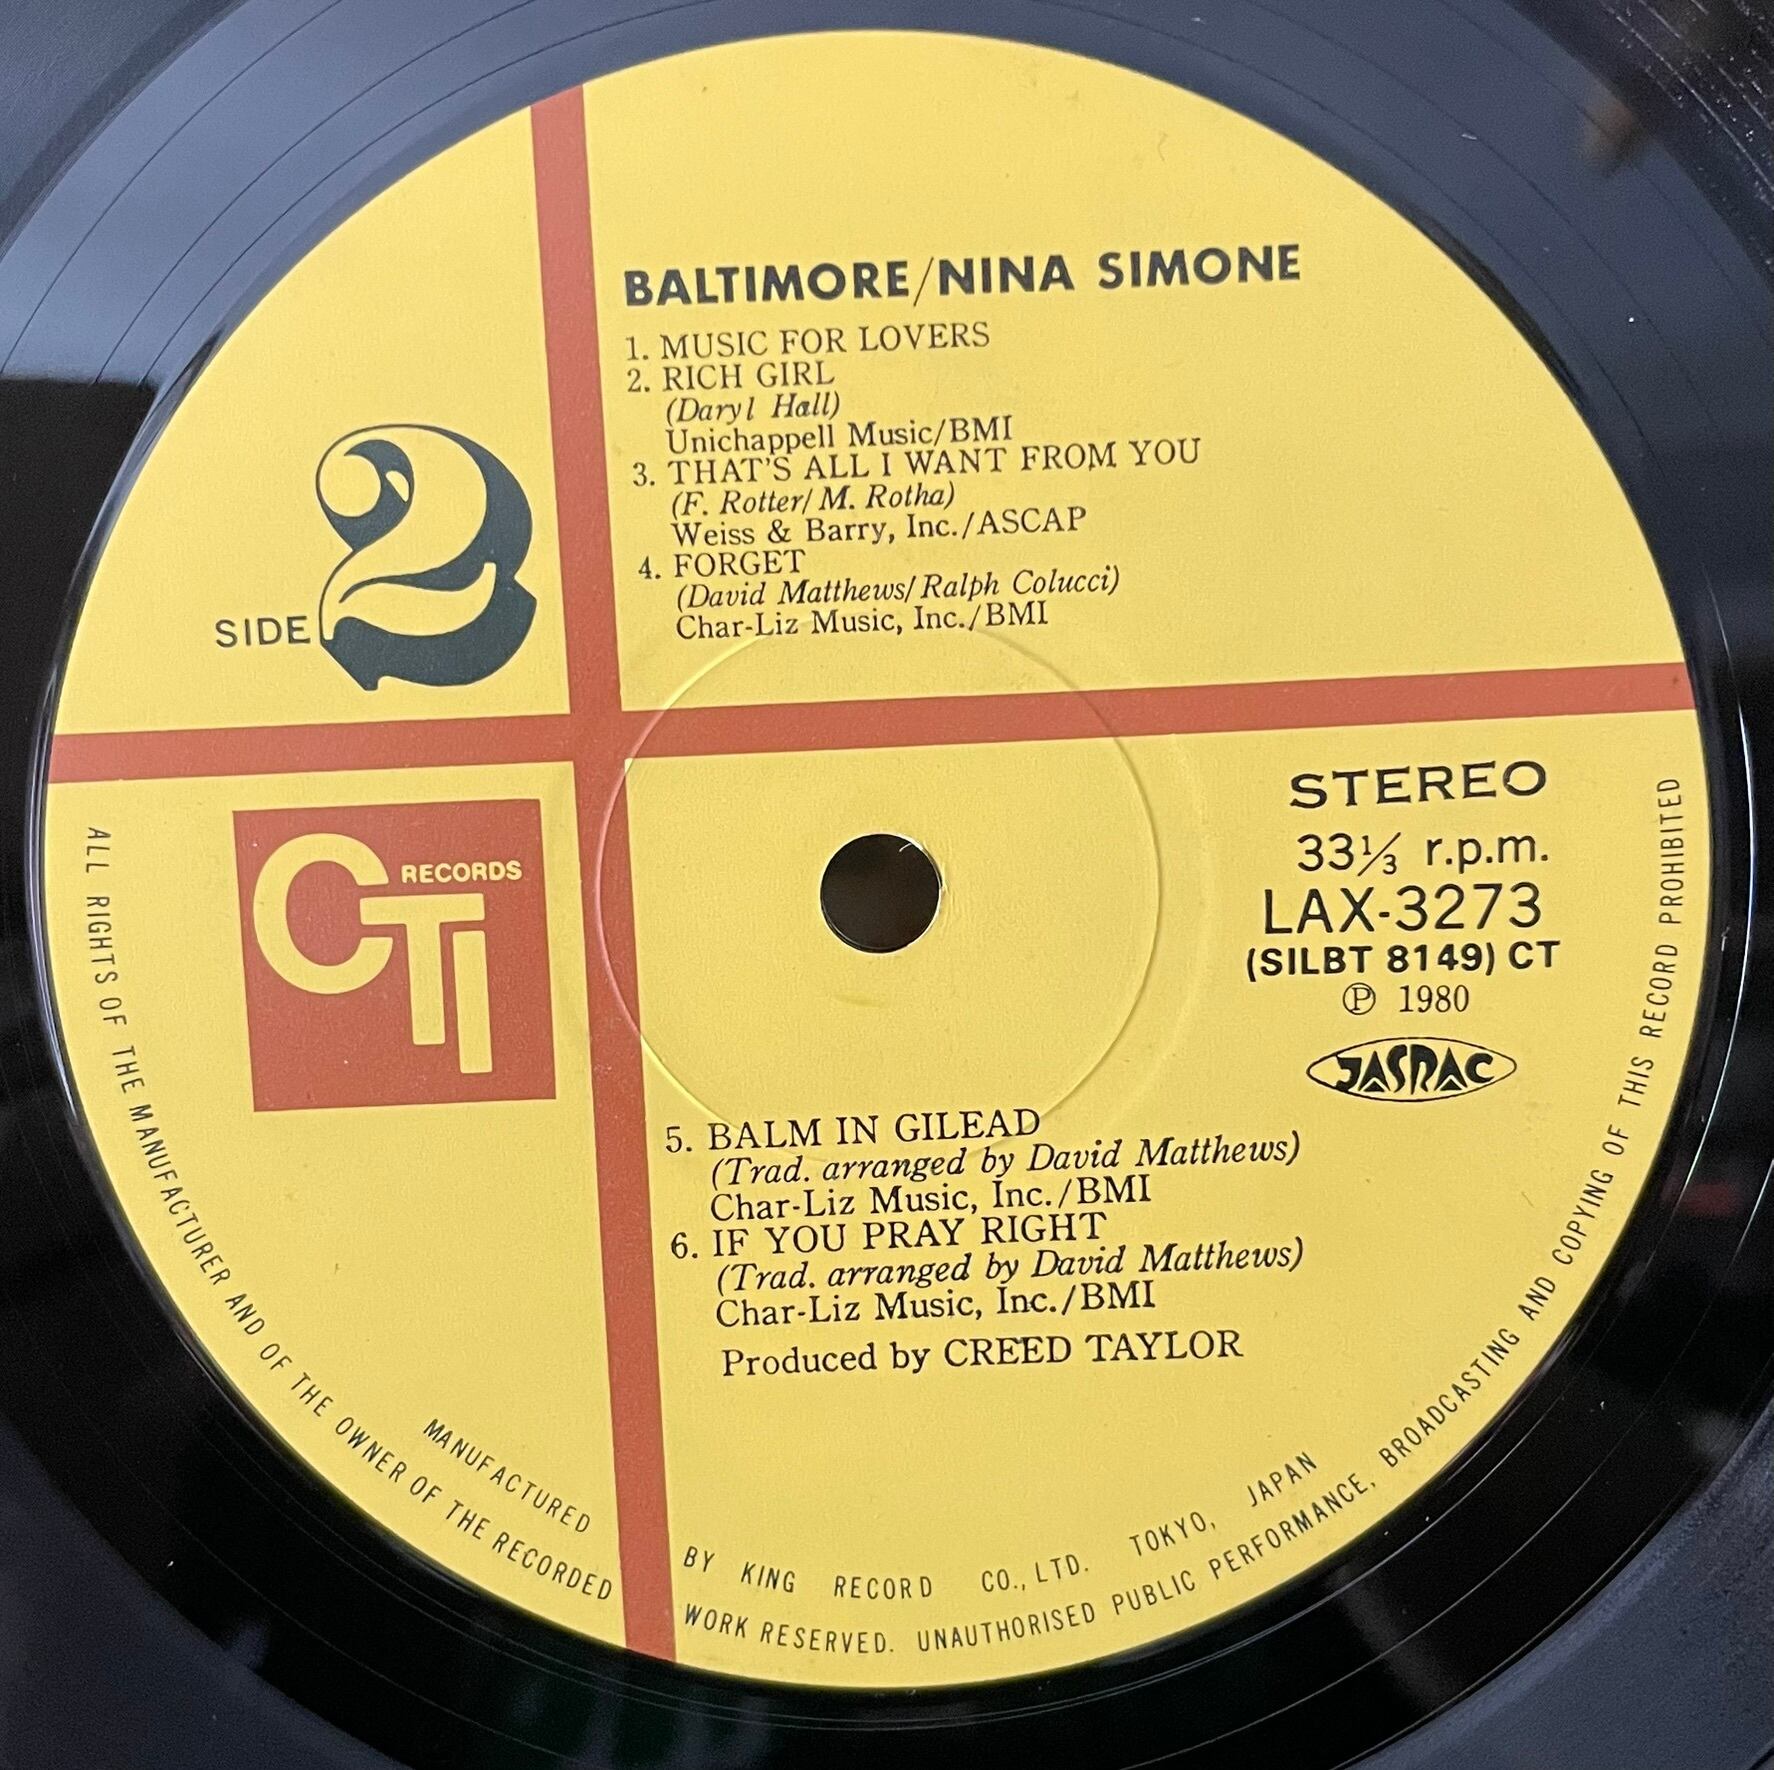 BALTIMORE/NINA SIMONE
1. MUSIC FOR LOVERS
2. RICH GIRL
(Daryl Hall)
Unichappell Music/BMI
3. THAT'S ALL I WANT FROM YOU
(F. Rotter/M. Rotha)
Weiss & Barry, Inc./ASCAP
4. FORGET
(David Matthews/Ralph Colucci)
Char-Liz Music, Inc./BMI
SIDE 2
CTI RECORDS
STEREO
33⅓ r.p.m.
LAX-3273
(SILBT 8149) CT
Ⓟ 1980
JASRAC
5. BALM IN GILEAD
(Trad. arranged by David Matthews)
Char-Liz Music, Inc./BMI
6. IF YOU PRAY RIGHT
(Trad. arranged by David Matthews)
Char-Liz Music, Inc./BMI
Produced by CREED TAYLOR
MANUFACTURED BY KING RECORD CO., LTD. TOKYO, JAPAN
ALL RIGHTS OF THE MANUFACTURER AND OF THE OWNER OF THE RECORDED WORK RESERVED. UNAUTHORISED PUBLIC PERFORMANCE, BROADCASTING AND COPYING OF THIS RECORD PROHIBITED